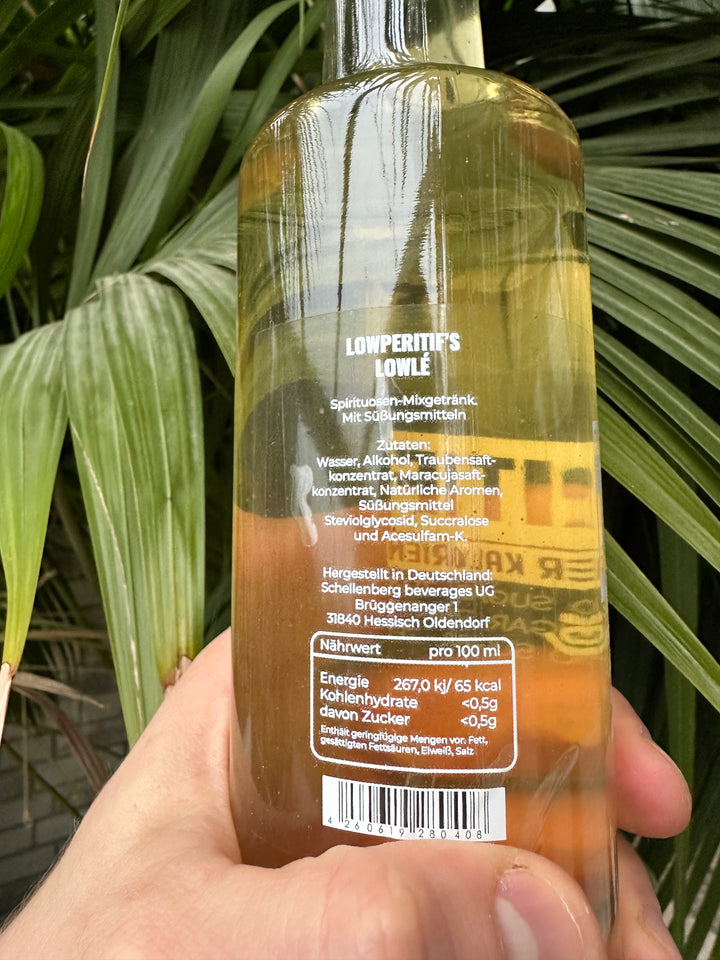 LOWPERITIF'S
LOWLÉ
Spirituosen-Mixgetränk.
Mit Süßungsmitteln
Zutaten:
Wasser, Alkohol, Traubensaft-
konzentrat, Maracujasaft-
konzentrat, Natürliche Aromen,
Süßungsmittel
Steviolglycosid, Succralose
und Acesulfam-K.
Hergestellt in Deutschland:
Schellenberg beverages UG
Brüggenanger 1
31840 Hessisch Oldendorf
Nährwert pro 100 ml
Energie 267,0 kj/ 65 kcal
Kohlenhydrate <0,5g
davon Zucker <0,5g
Enthält geringfügige Mengen vor. Fett,
gesättigten Fettsäuren, Eiweiß, Salz
4 260619 280408